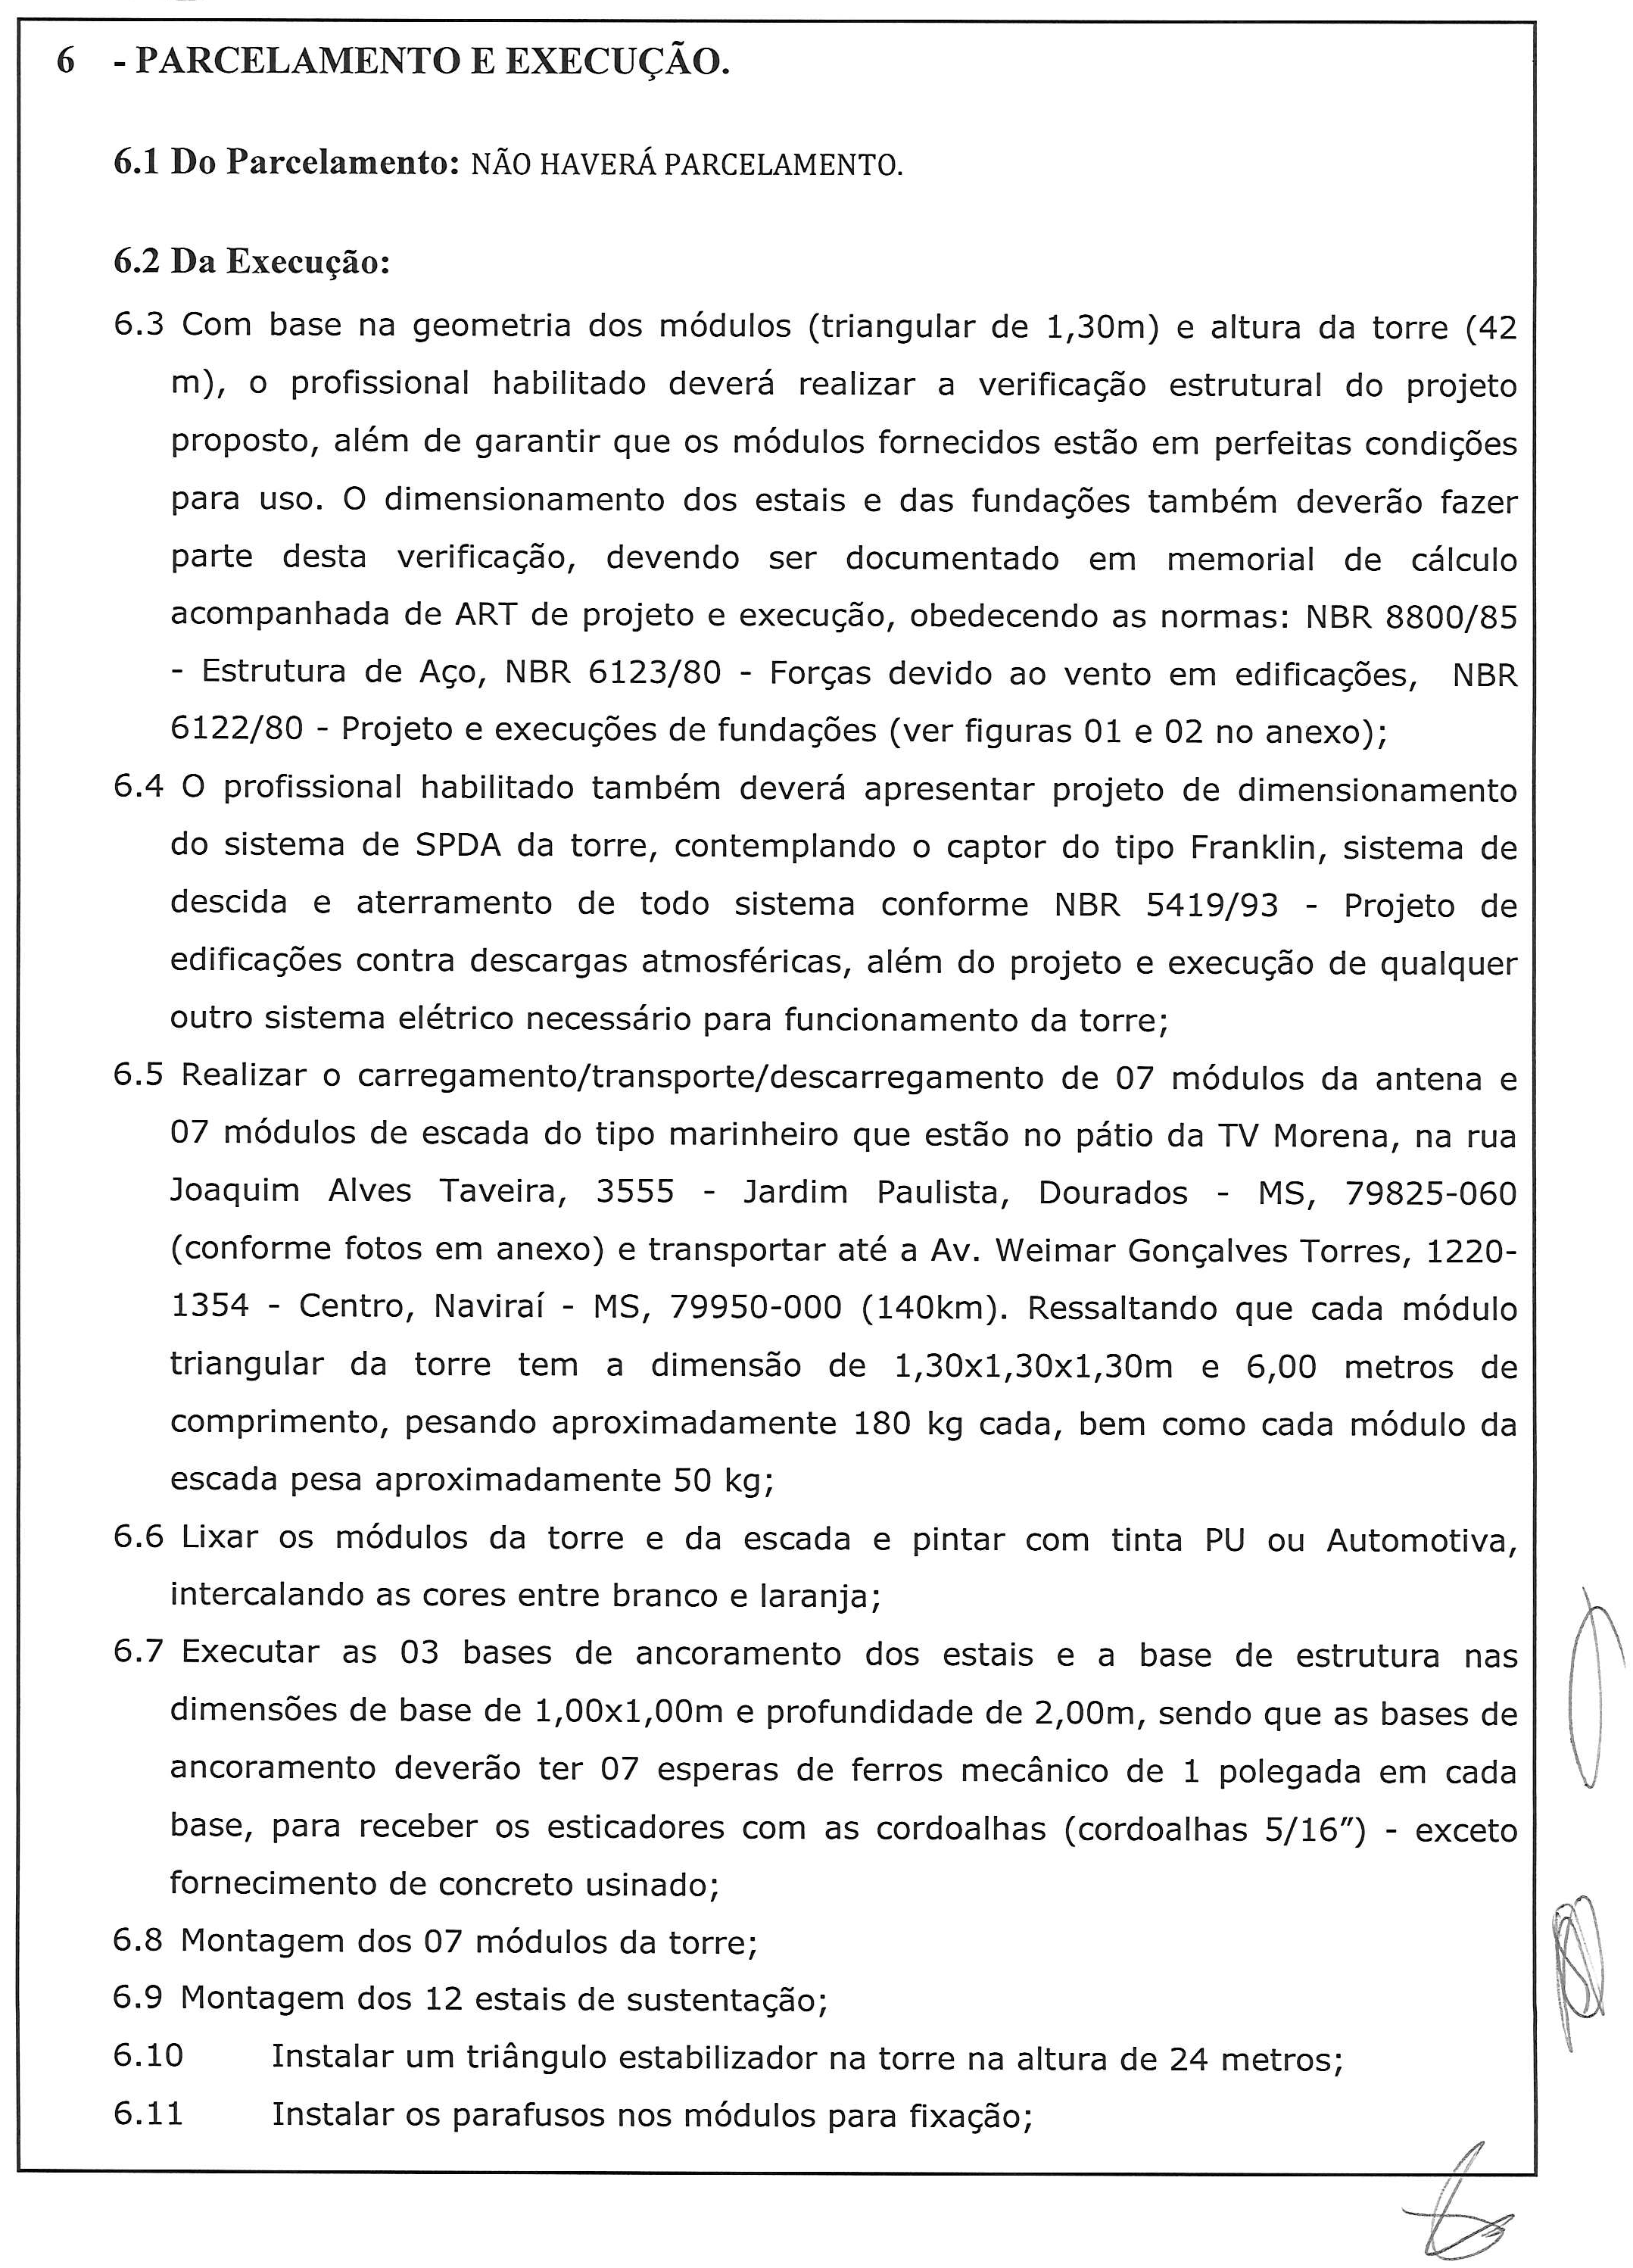 6 - PARCELAMENTO E EXECUÇÃO.
6.1 Do Parcelamento: NÃO HAVERÁ PARCELAMENTO.
6.2 Da Execução:
6.3 Com base na geometria dos módulos (triangular de 1,30m) e altura da torre (42
m), o profissional habilitado deverá realizar a verificação estrutural do projeto
proposto, além de garantir que os módulos fornecidos estão em perfeitas condições
para uso. O dimensionamento dos estais e das fundações também deverão fazer
parte desta verificação, devendo ser documentado em memorial de cálculo
acompanhada de ART de projeto e execução, obedecendo as normas: NBR 8800/85
- Estrutura de Aço, NBR 6123/80 - Forças devido ao vento em edificações, NBR
6122/80 - Projeto e execuções de fundações (ver figuras 01 e 02 no anexo);
6.4 O profissional habilitado também deverá apresentar projeto de dimensionamento
do sistema de SPDA da torre, contemplando o captor do tipo Franklin, sistema de
descida e aterramento de todo sistema conforme NBR 5419/93 - Projeto de
edificações contra descargas atmosféricas, além do projeto e execução de qualquer
outro sistema elétrico necessário para funcionamento da torre;
6.5 Realizar o carregamento/transporte/descarregamento de 07 módulos da antena e
07 módulos de escada do tipo marinheiro que estão no pátio da TV Morena, na rua
Joaquim Alves Taveira, 3555 - Jardim Paulista, Dourados - MS, 79825-060
(conforme fotos em anexo) e transportar até a Av. Weimar Gonçalves Torres, 1220-
1354 - Centro, Naviraí - MS, 79950-000 (140km). Ressaltando que cada módulo
triangular da torre tem a dimensão de 1,30x1,30x1,30m e 6,00 metros de
comprimento, pesando aproximadamente 180 kg cada, bem como cada módulo da
escada pesa aproximadamente 50 kg;
6.6 Lixar os módulos da torre e da escada e pintar com tinta PU ou Automotiva,
intercalando as cores entre branco e laranja;
6.7 Executar as 03 bases de ancoramento dos estais e a base de estrutura nas
dimensões de base de 1,00x1,00m e profundidade de 2,00m, sendo que as bases de
ancoramento deverão ter 07 esperas de ferros mecânico de 1 polegada em cada
base, para receber os esticadores com as cordoalhas (cordoalhas 5/16″) - exceto
fornecimento de concreto usinado;
6.8 Montagem dos 07 módulos da torre;
6.9 Montagem dos 12 estais de sustentação;
6.10 Instalar um triângulo estabilizador na torre na altura de 24 metros;
6.11 Instalar os parafusos nos módulos para fixação;